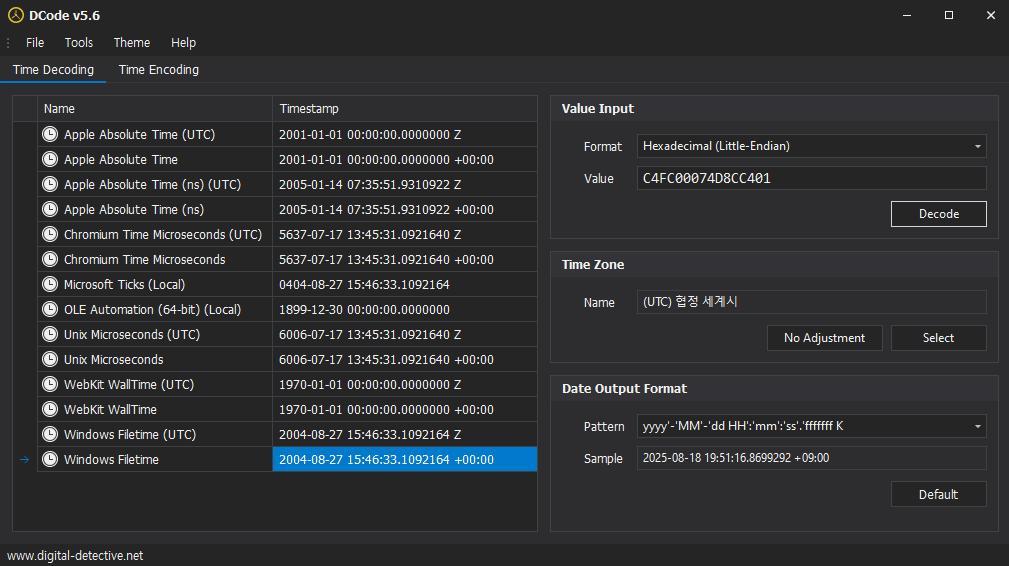 DCode v5.6
File Tools Theme Help
Time Decoding Time Encoding
Name Timestamp
Apple Absolute Time (UTC) 2001-01-01 00:00:00.0000000 Z
Apple Absolute Time 2001-01-01 00:00:00.0000000 +00:00
Apple Absolute Time (ns) (UTC) 2005-01-14 07:35:51.9310922 Z
Apple Absolute Time (ns) 2005-01-14 07:35:51.9310922 +00:00
Chromium Time Microseconds (UTC) 5637-07-17 13:45:31.0921640 Z
Chromium Time Microseconds 5637-07-17 13:45:31.0921640 +00:00
Microsoft Ticks (Local) 0404-08-27 15:46:33.1092164
OLE Automation (64-bit) (Local) 1899-12-30 00:00:00.0000000
Unix Microseconds (UTC) 6006-07-17 13:45:31.0921640 Z
Unix Microseconds 6006-07-17 13:45:31.0921640 +00:00
WebKit WallTime (UTC) 1970-01-01 00:00:00.0000000 Z
WebKit WallTime 1970-01-01 00:00:00.0000000 +00:00
Windows Filetime (UTC) 2004-08-27 15:46:33.1092164 Z
Windows Filetime 2004-08-27 15:46:33.1092164 +00:00
Value Input
Format Hexadecimal (Little-Endian)
Value C4FC00074D8CC401
Decode
Time Zone
Name (UTC) 협정 세계시
No Adjustment Select
Date Output Format
Pattern yyyy'-'MM'-'dd HH':'mm':'ss'.'fffffff K
Sample 2025-08-18 19:51:16.8699292 +09:00
Default
www.digital-detective.net